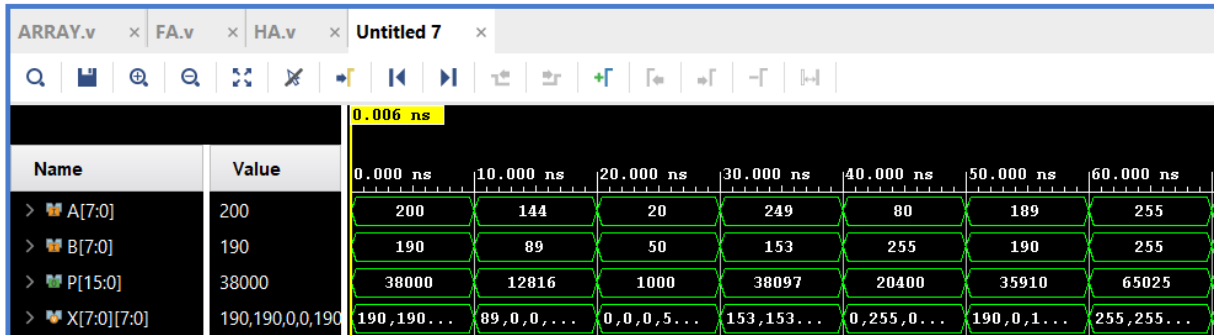 ARRAY.v × FA.v × HA.v × Untitled 7 ×
0.006 ns
Name Value 0.000 ns 10.000 ns 20.000 ns 30.000 ns 40.000 ns 50.000 ns 60.000 ns
> A[7:0] 200 200 144 20 249 80 189 255
> B[7:0] 190 190 89 50 153 255 190 255
> P[15:0] 38000 38000 12816 1000 38097 20400 35910 65025
> X[7:0][7:0] 190,190,0,0,190 190,190... 89,0,0,... 0,0,0,5... 153,153... 0,255,0... 190,0,1... 255,255...